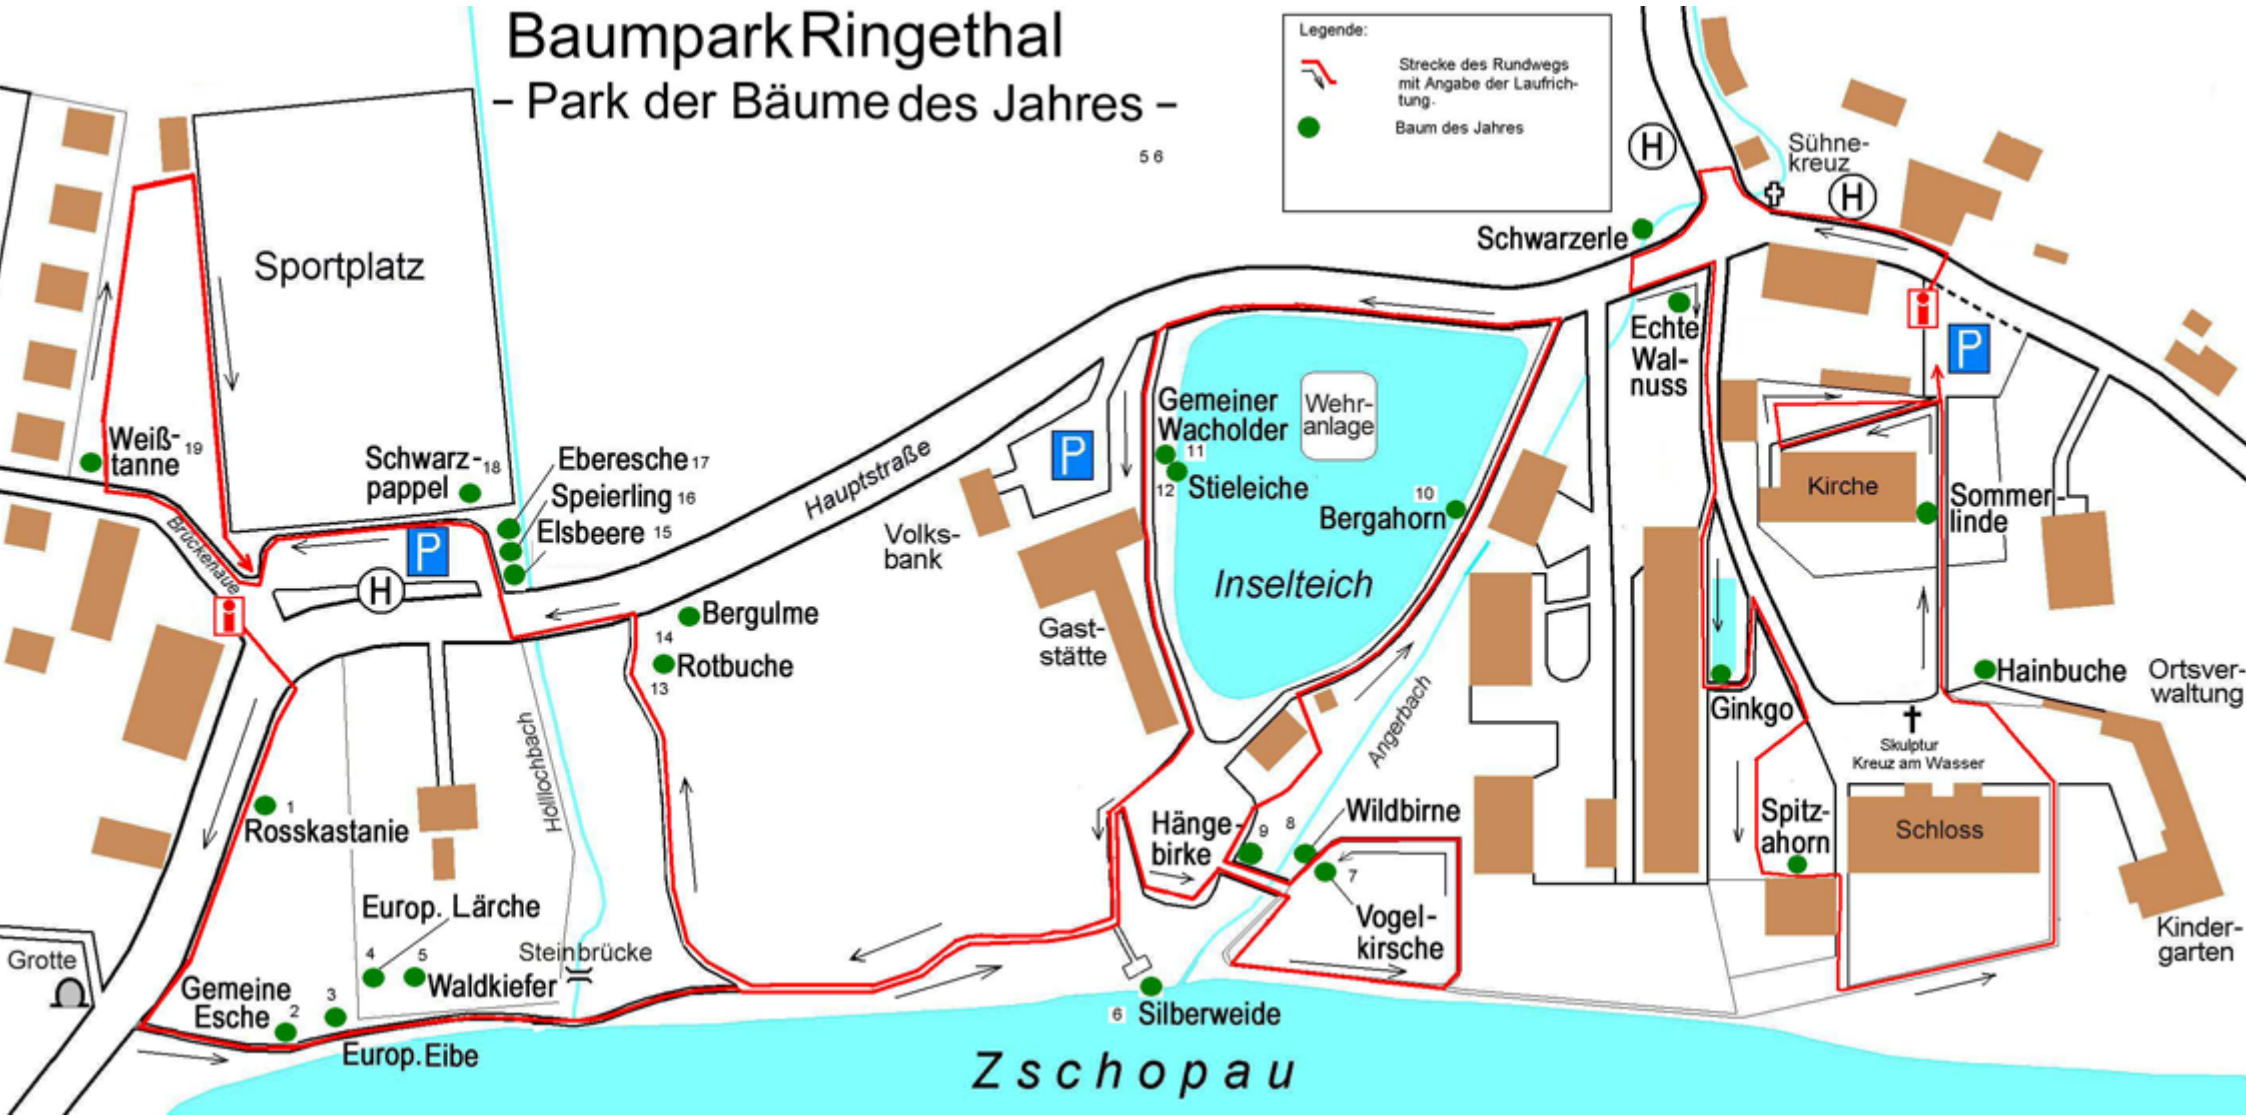 Baumpark Ringethal
– Park der Bäume des Jahres –
5 6
Legende:
Strecke des Rundwegs
mit Angabe der Laufrich-
tung.
Baum des Jahres
H
Sühne-
kreuz
H
Schwarzerle
Sportplatz
Echte
Wal-
nuss
i
P
Weiß-
tanne
19
Schwarz-
pappel
18
Eberesche 17
Speierling 16
Elsbeere 15
Hauptstraße
P
Volks-
bank
Gemeiner
Wacholder
11
12
Stieleiche
Wehr-
anlage
10
Bergahorn
Inselteich
Kirche
Sommer-
linde
Brückenaue
P
H
i
14
Bergulme
Rotbuche
13
Gast-
stätte
Angerbach
Ginkgo
Hainbuche
Ortsver-
waltung
Skulptur
Kreuz am Wasser
Höllochbach
1
Rosskastanie
Hänge-
birke
9
8
Wildbirne
7
Vogel-
kirsche
Spitz-
ahorn
Schloss
Kinder-
garten
Europ. Lärche
4
5
Waldkiefer
Steinbrücke
Grotte
Gemeine
Esche
2
3
Europ. Eibe
6
Silberweide
Zschopau